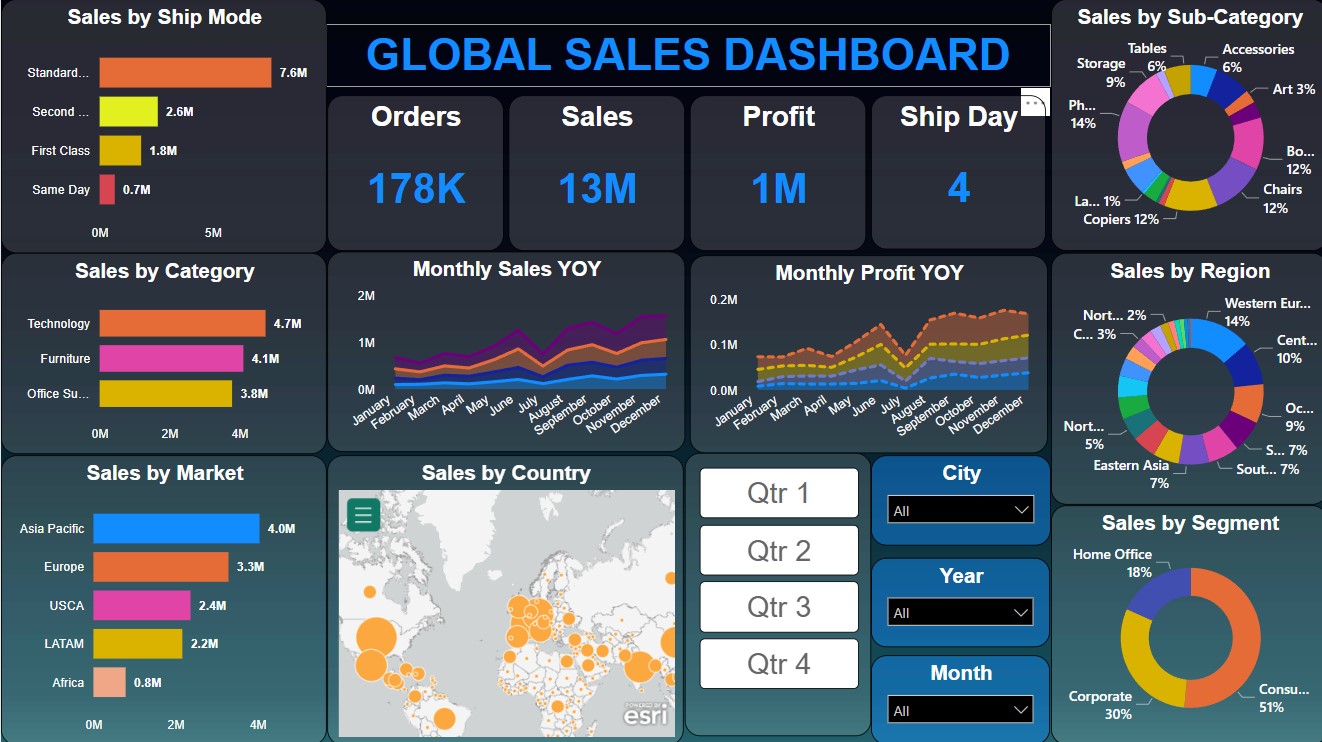 Sales by Ship Mode
Standard...
7.6M
Second ...
2.6M
First Class
1.8M
Same Day
0.7M
0M
5M
GLOBAL SALES DASHBOARD
Orders
178K
Sales
13M
Profit
1M
Ship Day
4
...
Sales by Sub-Category
Tables
6%
Accessories
6%
Storage
9%
Art 3%
Ph...
14%
Bo...
12%
La... 1%
Chairs
12%
Copiers 12%
Sales by Category
Technology
4.7M
Furniture
4.1M
Office Su...
3.8M
0M
2M
4M
Monthly Sales YOY
2M
1M
0M
January
February
March
April
May
June
July
August
September
October
November
December
Monthly Profit YOY
0.2M
0.1M
0.0M
January
February
March
April
May
June
July
August
September
October
November
December
Sales by Region
Nort... 2%
Western Eur...
14%
C... 3%
Cent...
10%
Oc...
9%
Nort...
5%
S... 7%
Eastern Asia
7%
Sout... 7%
Sales by Market
Asia Pacific
4.0M
Europe
3.3M
USCA
2.4M
LATAM
2.2M
Africa
0.8M
0M
2M
4M
Sales by Country
POWERED BY
esri
Qtr 1
Qtr 2
Qtr 3
Qtr 4
City
All
Year
All
Month
All
Sales by Segment
Home Office
18%
Corporate
30%
Consu...
51%